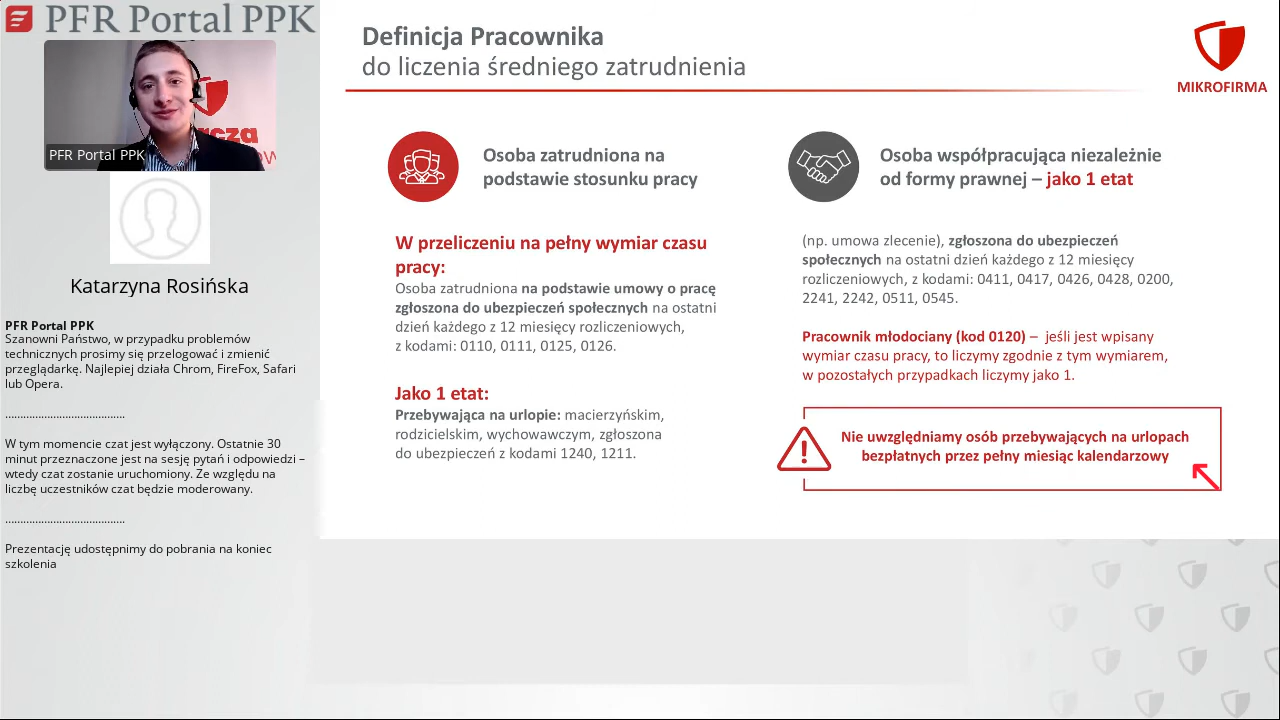 PFR Portal PPK
PFR Portal PPK
Katarzyna Rosińska
PFR Portal PPK
Szanowni Państwo, w przypadku problemów
technicznych prosimy się przelogować i zmienić
przeglądarkę. Najlepiej działa Chrom, FireFox, Safari
lub Opera.
........................................
W tym momencie czat jest wyłączony. Ostatnie 30
minut przeznaczone jest na sesję pytań i odpowiedzi –
wtedy czat zostanie uruchomiony. Ze względu na
liczbę uczestników czat będzie moderowany.
........................................
Prezentację udostępnimy do pobrania na koniec
szkolenia
Definicja Pracownika
do liczenia średniego zatrudnienia
MIKROFIRMA
Osoba zatrudniona na
podstawie stosunku pracy
W przeliczeniu na pełny wymiar czasu
pracy:
Osoba zatrudniona na podstawie umowy o pracę
zgłoszona do ubezpieczeń społecznych na ostatni
dzień każdego z 12 miesięcy rozliczeniowych,
z kodami: 0110, 0111, 0125, 0126.
Jako 1 etat:
Przebywająca na urlopie: macierzyńskim,
rodzicielskim, wychowawczym, zgłoszona
do ubezpieczeń z kodami 1240, 1211.
Osoba współpracująca niezależnie
od formy prawnej – jako 1 etat
(np. umowa zlecenie), zgłoszona do ubezpieczeń
społecznych na ostatni dzień każdego z 12 miesięcy
rozliczeniowych, z kodami: 0411, 0417, 0426, 0428, 0200,
2241, 2242, 0511, 0545.
Pracownik młodociany (kod 0120) – jeśli jest wpisany
wymiar czasu pracy, to liczymy zgodnie z tym wymiarem,
w pozostałych przypadkach liczymy jako 1.
Nie uwzględniamy osób przebywających na urlopach
bezpłatnych przez pełny miesiąc kalendarzowy